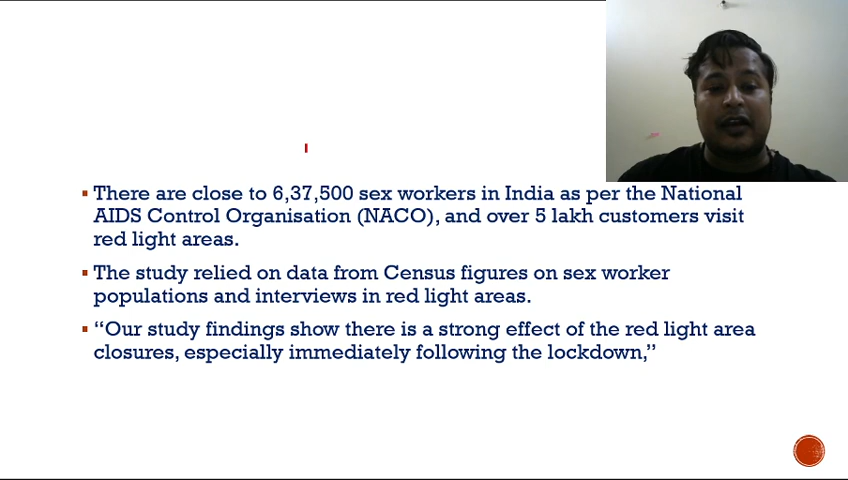 There are close to 6,37,500 sex workers in India as per the National
AIDS Control Organisation (NACO), and over 5 lakh customers visit
red light areas.
The study relied on data from Census figures on sex worker
populations and interviews in red light areas.
“Our study findings show there is a strong effect of the red light area
closures, especially immediately following the lockdown,”